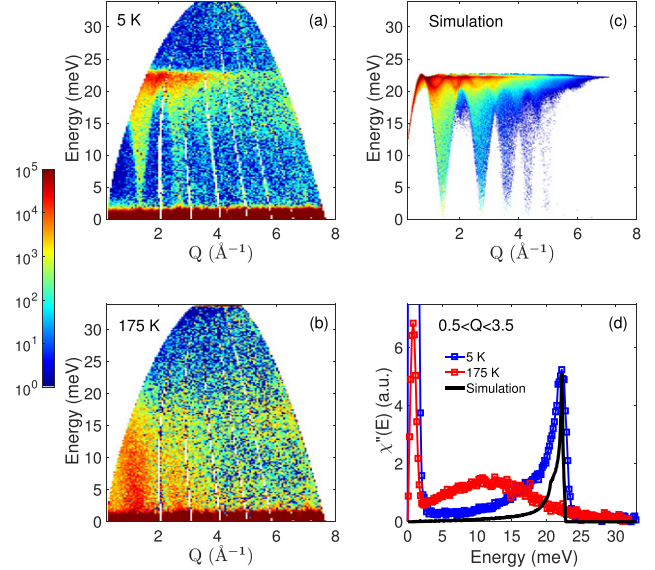 5 K
(a)
Energy (meV)
30
25
20
15
10
5
0
2
4
6
8
Q (Å⁻¹)
Simulation
(c)
Energy (meV)
30
25
20
15
10
5
0
2
4
6
8
Q (Å⁻¹)
10⁵
10⁴
10³
10²
10¹
10⁰
175 K
(b)
Energy (meV)
30
25
20
15
10
5
0
2
4
6
8
Q (Å⁻¹)
0.5<Q<3.5
(d)
5 K
175 K
Simulation
χ"(E) (a.u.)
6
4
2
0
0
5
10
15
20
25
30
Energy (meV)